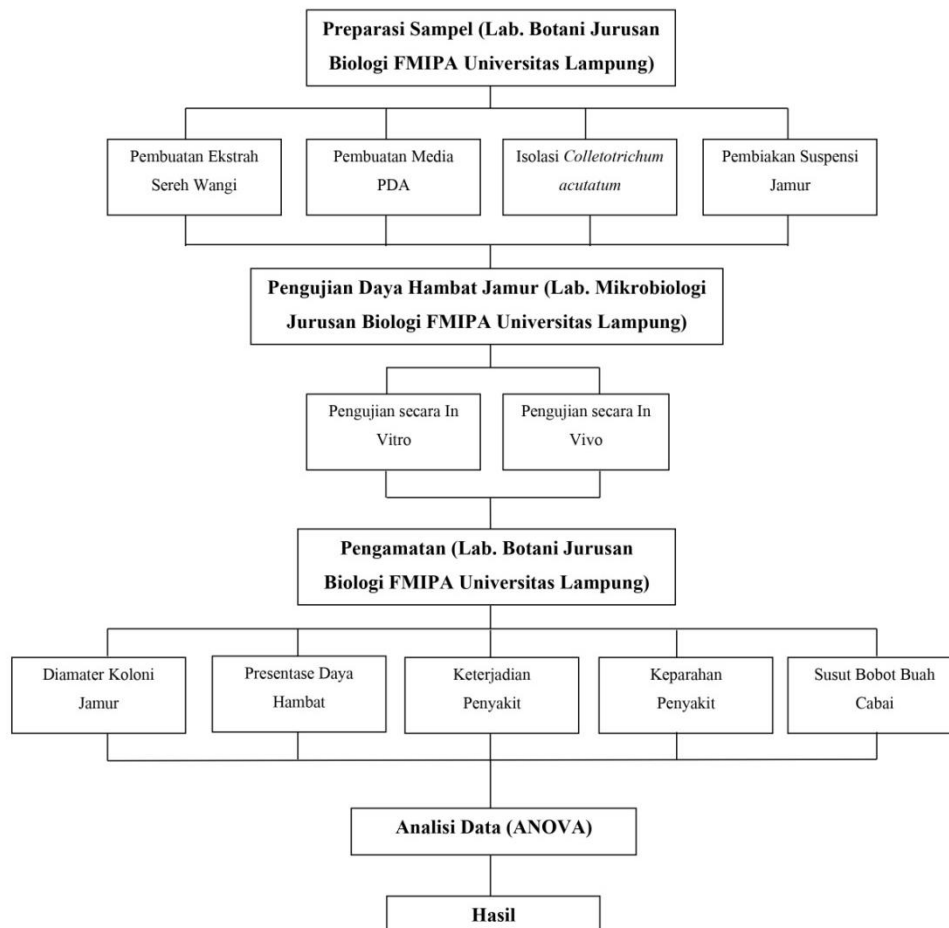 Preparasi Sampel (Lab. Botani Jurusan
Biologi FMIPA Universitas Lampung)
Pembuatan Ekstrah
Sereh Wangi
Pembuatan Media
PDA
Isolasi Colletotrichum
acutatum
Pembiakan Suspensi
Jamur
Pengujian Daya Hambat Jamur (Lab. Mikrobiologi
Jurusan Biologi FMIPA Universitas Lampung)
Pengujian secara In
Vitro
Pengujian secara In
Vivo
Pengamatan (Lab. Botani Jurusan
Biologi FMIPA Universitas Lampung)
Diamater Koloni
Jamur
Presentase Daya
Hambat
Keterjadian
Penyakit
Keparahan
Penyakit
Susut Bobot Buah
Cabai
Analisi Data (ANOVA)
Hasil